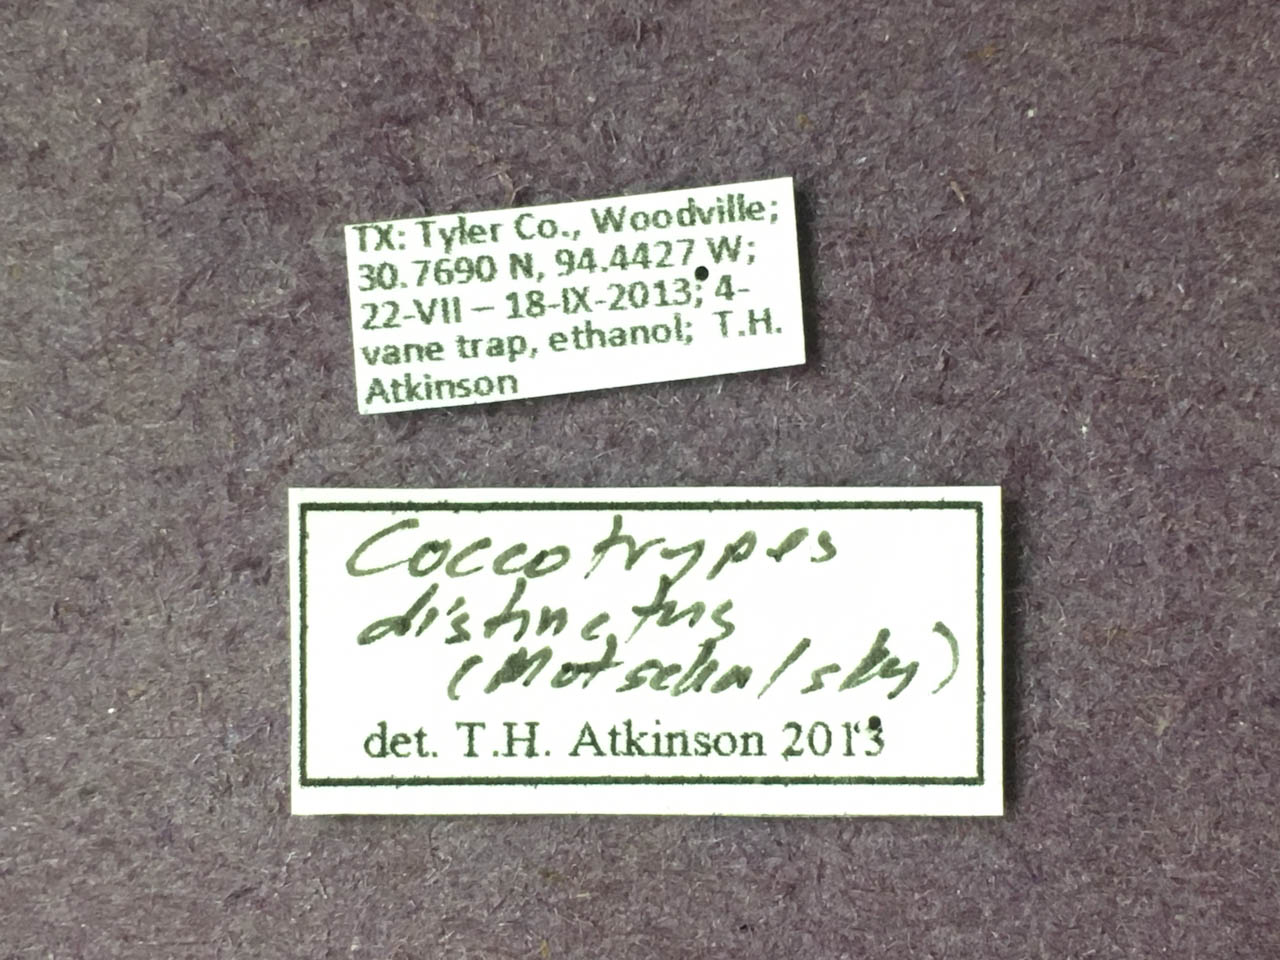 TX: Tyler Co., Woodville;
30.7690 N, 94.4427 W;
22-VII – 18-IX-2013; 4-
vane trap, ethanol; T.H.
Atkinson
Coccotrypes
distinctus
(Motschulsky)
det. T.H. Atkinson 2013